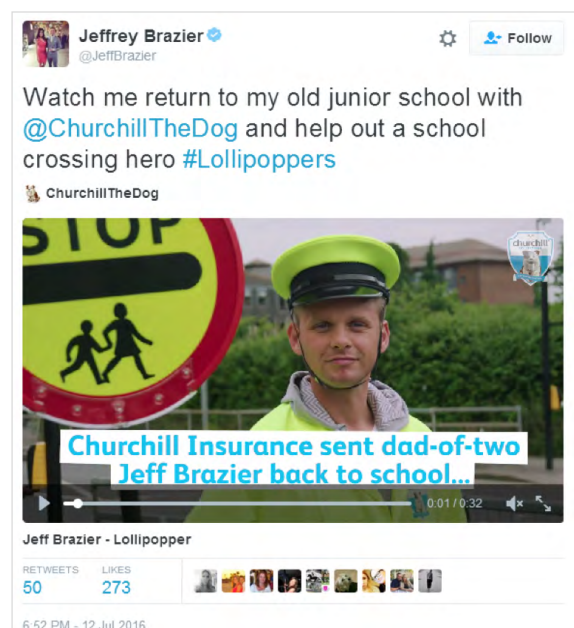 Jeffrey Brazier
@JeffBrazier
Follow
Watch me return to my old junior school with
@ChurchillTheDog and help out a school
crossing hero #Lollipoppers
ChurchillTheDog
STOP
churchill
Churchill Insurance sent dad-of-two
Jeff Brazier back to school...
0:01 / 0:32
Jeff Brazier - Lollipopper
RETWEETS LIKES
50 273
6:52 PM - 12 Jul 2016